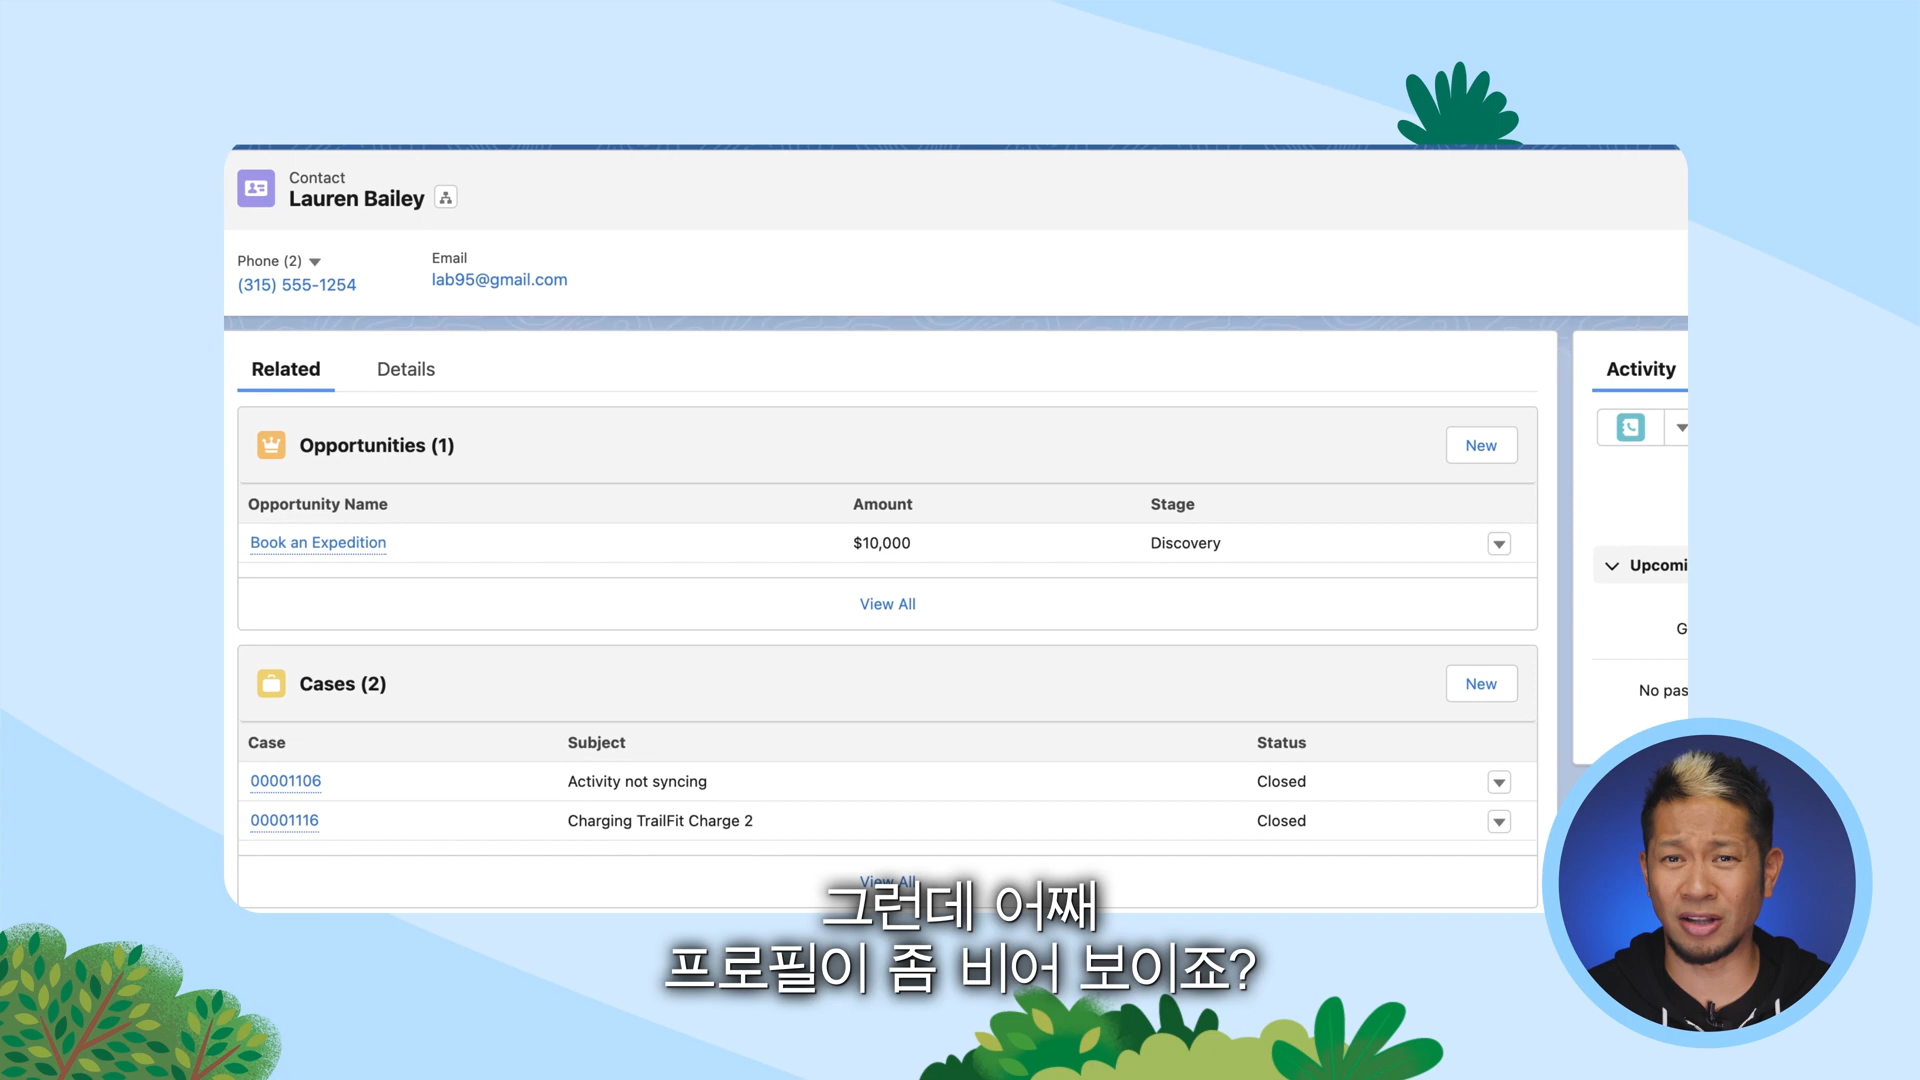 Contact
Lauren Bailey
Phone (2)
Email
(315) 555-1254
lab95@gmail.com
Related
Details
Activity
Opportunities (1)
New
Opportunity Name
Amount
Stage
Book an Expedition
$10,000
Discovery
View All
Upcomi
G
No pas
Cases (2)
New
Case
Subject
Status
00001106
Activity not syncing
Closed
00001116
Charging TrailFit Charge 2
Closed
View All
그런데 어째
프로필이 좀 비어 보이죠?